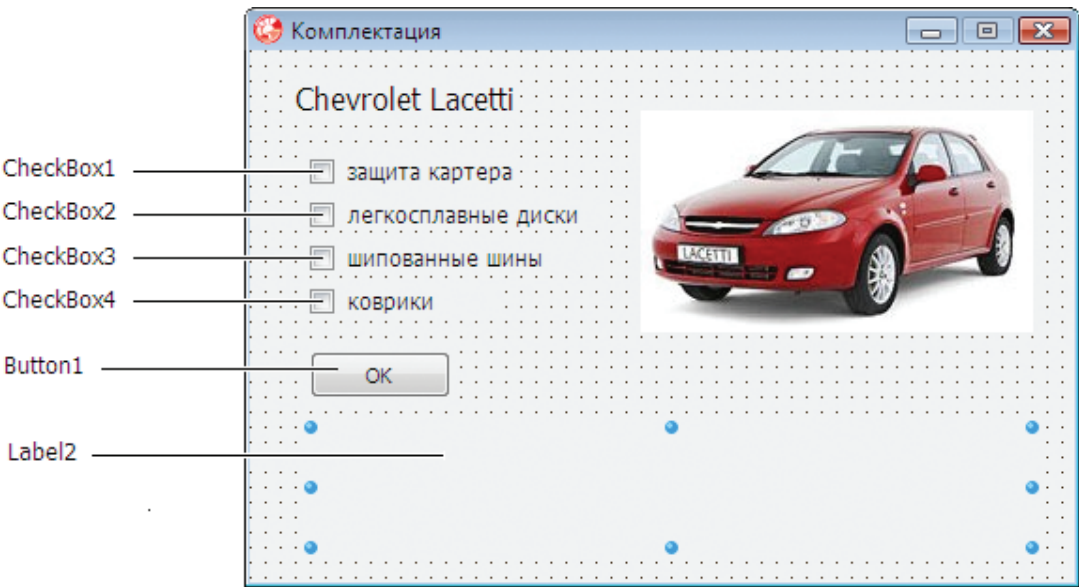 Комплектация
Chevrolet Lacetti
CheckBox1
защита картера
CheckBox2
легкосплавные диски
CheckBox3
шипованные шины
CheckBox4
коврики
LACETTI
Button1
OK
Label2